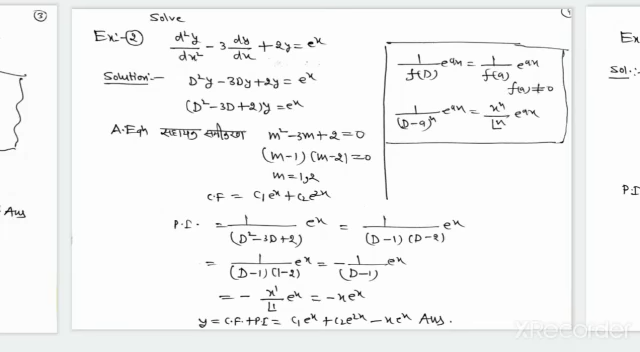 ③
Solve
Ex:-② d²y/dx² - 3 dy/dx + 2y = eˣ
Solution:- D²y - 3Dy + 2y = eˣ
(D² - 3D + 2)y = eˣ
A.Eqn सहायक समीकरण m² - 3m + 2 = 0
(m-1) (m-2) = 0
m = 1, 2
C.F = C₁eˣ + C₂e²ˣ
P.I. = 1/(D² - 3D + 2) eˣ = 1/((D-1) (D-2)) eˣ
= 1/((D-1) (1-2)) eˣ = - 1/(D-1) eˣ
= - x¹/⌊1 eˣ = -xeˣ
y = C.F. + P.I = C₁eˣ + C₂e²ˣ - xeˣ Ans.
1/f(D) eᵃˣ = 1/f(a) eᵃˣ
f(a) ≠ 0
1/(D-a)ⁿ eᵃˣ = xⁿ/⌊n eᵃˣ
Ans
Ex
Sol.:-
P.I
XRecorder